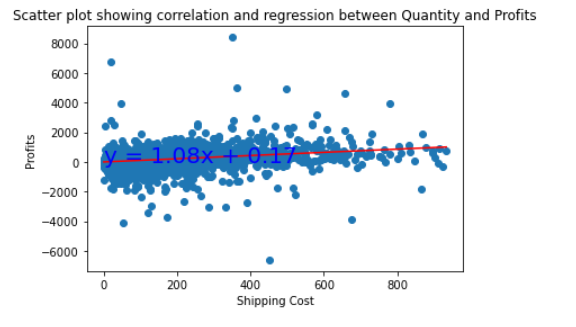 Scatter plot showing correlation and regression between Quantity and Profits
8000
6000
4000
2000
0
−2000
−4000
−6000
Profits
y = 1.08x + 0.17
0 200 400 600 800
Shipping Cost